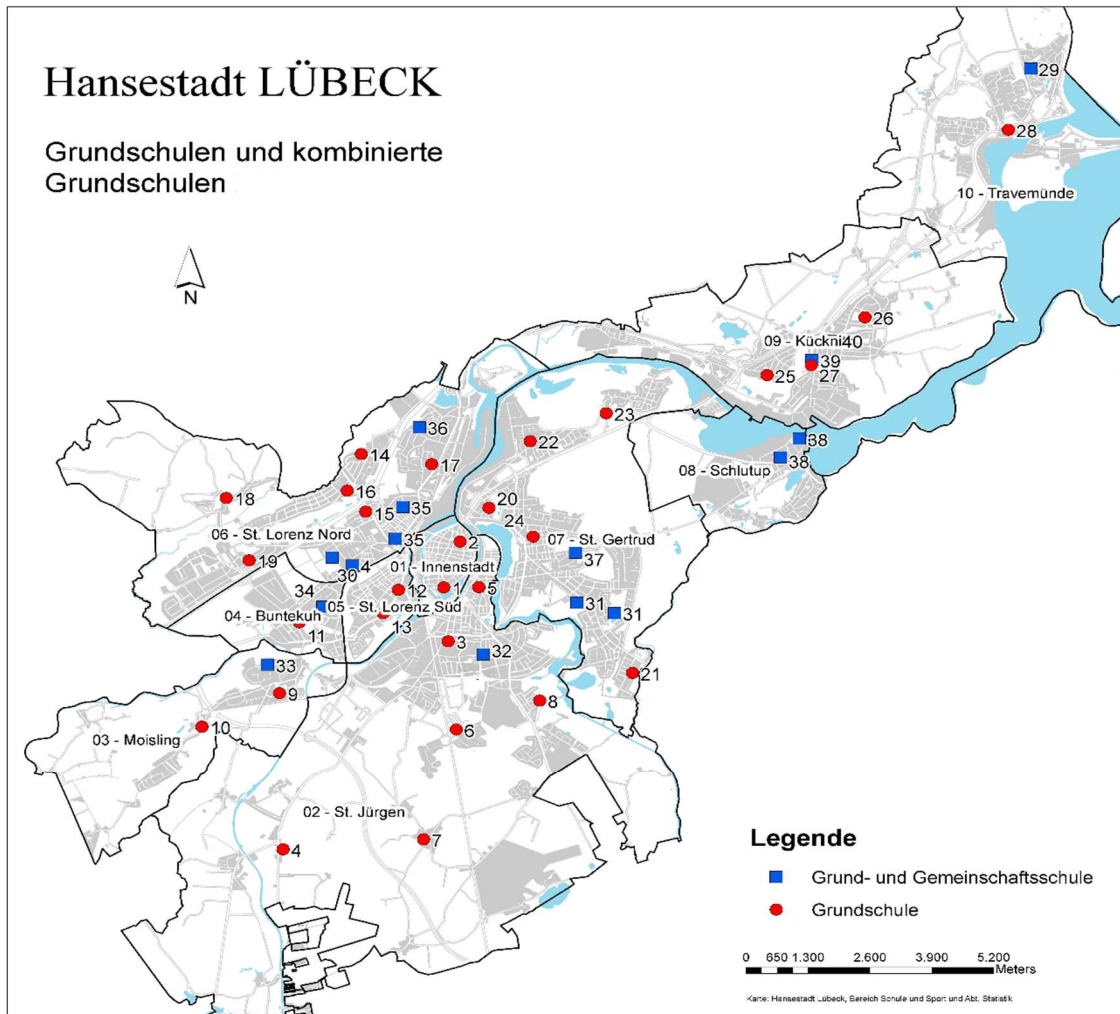 Hansestadt LÜBECK
Grundschulen und kombinierte
Grundschulen
N
29
28
10 - Travemünde
26
09 - Kückni
40
39
25
27
23
36
22
38
14
17
38
08 - Schlutup
16
18
35
20
15
24
06 - St. Lorenz Nord
35
2
07 - St. Gertrud
19
4
01 - Innenstadt
37
30
34
12
1
5
05 - St. Lorenz Süd
31
31
04 - Buntekuh
13
11
3
32
33
21
9
8
10
6
03 - Moisling
02 - St. Jürgen
7
4
Legende
Grund- und Gemeinschaftsschule
Grundschule
0 650 1.300 2.600 3.900 5.200
Meters
Karte: Hansestadt Lübeck, Bereich Schule und Sport und Abt. Statistik